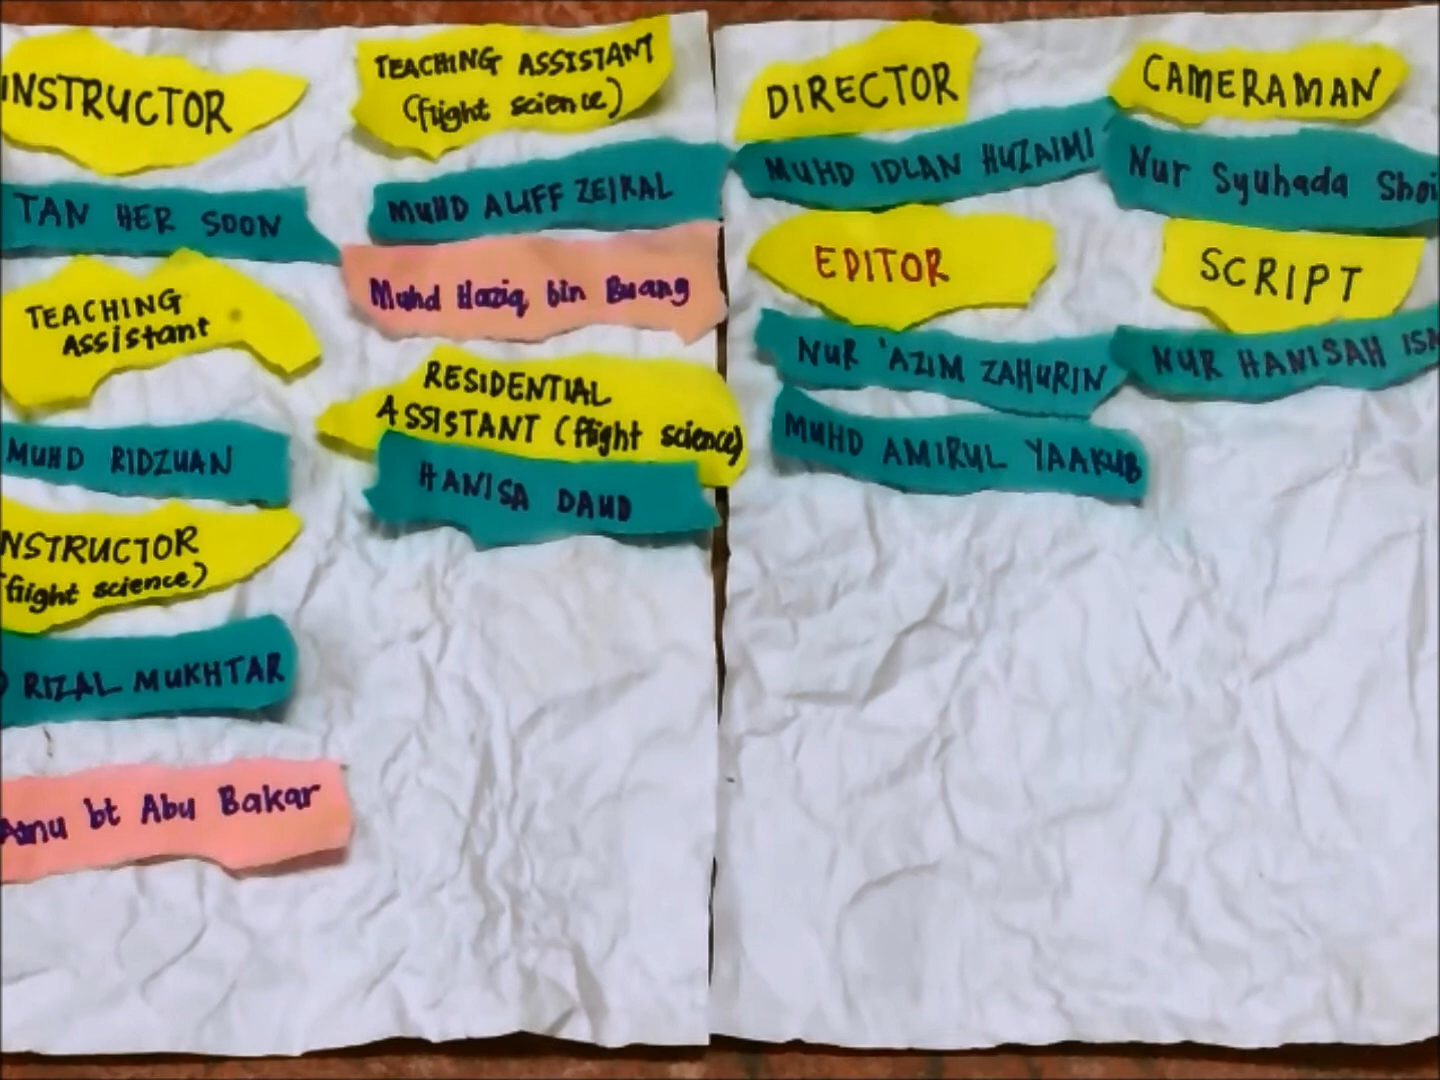 INSTRUCTOR
TAN HER SOON
TEACHING
Assistant
MUHD RIDZUAN
INSTRUCTOR
(flight science)
RIZAL MUKHTAR
bt Abu Bakar
TEACHING ASSISTANT
(flight science)
MUHD ALIFF ZEIRAL
Muhd Haziq bin Buang
RESIDENTIAL
ASSISTANT (flight science)
HANISA DAUD
DIRECTOR
MUHD IDLAN HUZAIMI
EDITOR
NUR 'AZIM ZAHURIN
MUHD AMIRUL YAAKUB
CAMERAMAN
Nur Syuhada
SCRIPT
NUR HANISAH